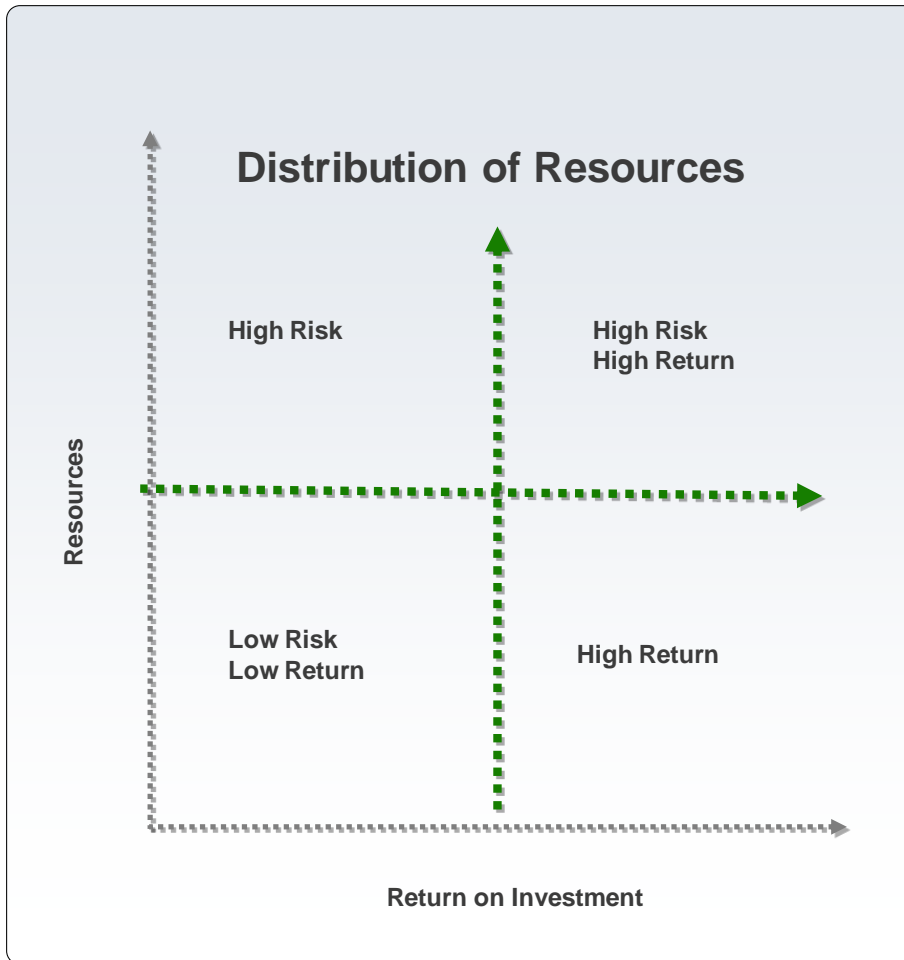 Distribution of Resources
High Risk
High Risk
High Return
Resources
Low Risk
Low Return
High Return
Return on Investment